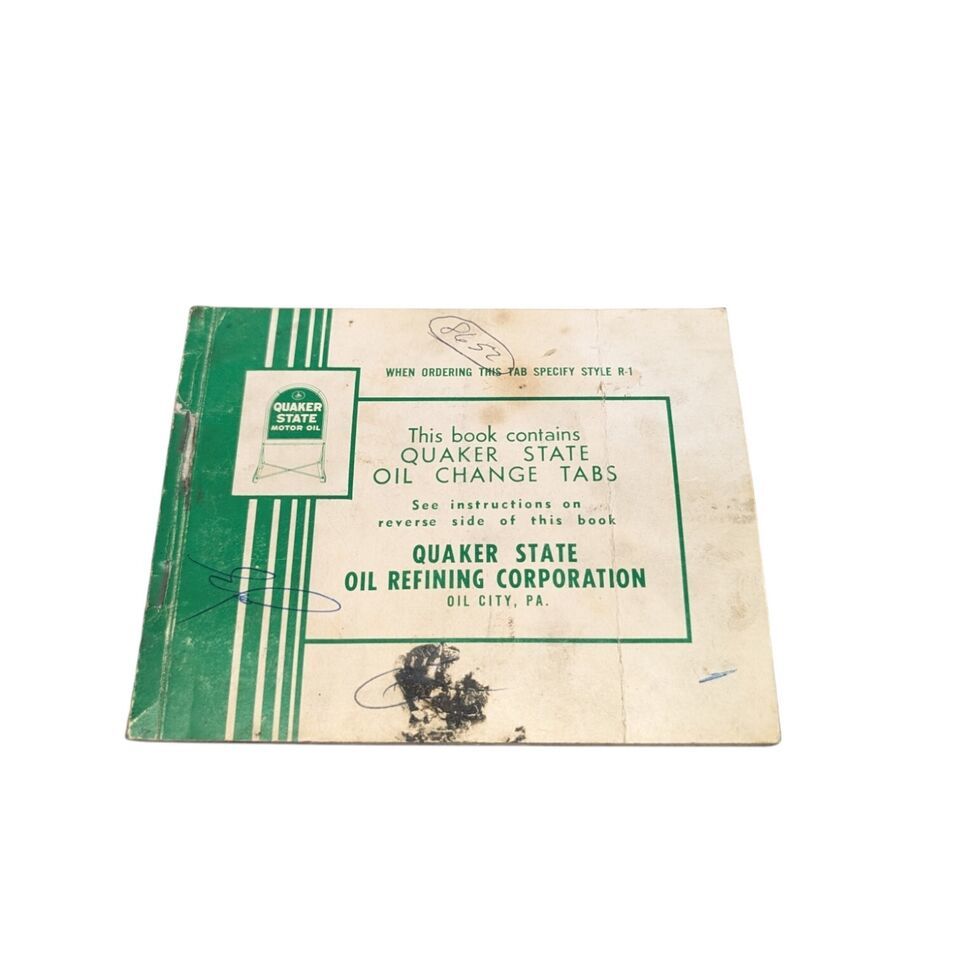 8652
WHEN ORDERING THIS TAB SPECIFY STYLE R-1
QUAKER
STATE
MOTOR OIL
This book contains
QUAKER STATE
OIL CHANGE TABS
See instructions on
reverse side of this book
QUAKER STATE
OIL REFINING CORPORATION
OIL CITY, PA.